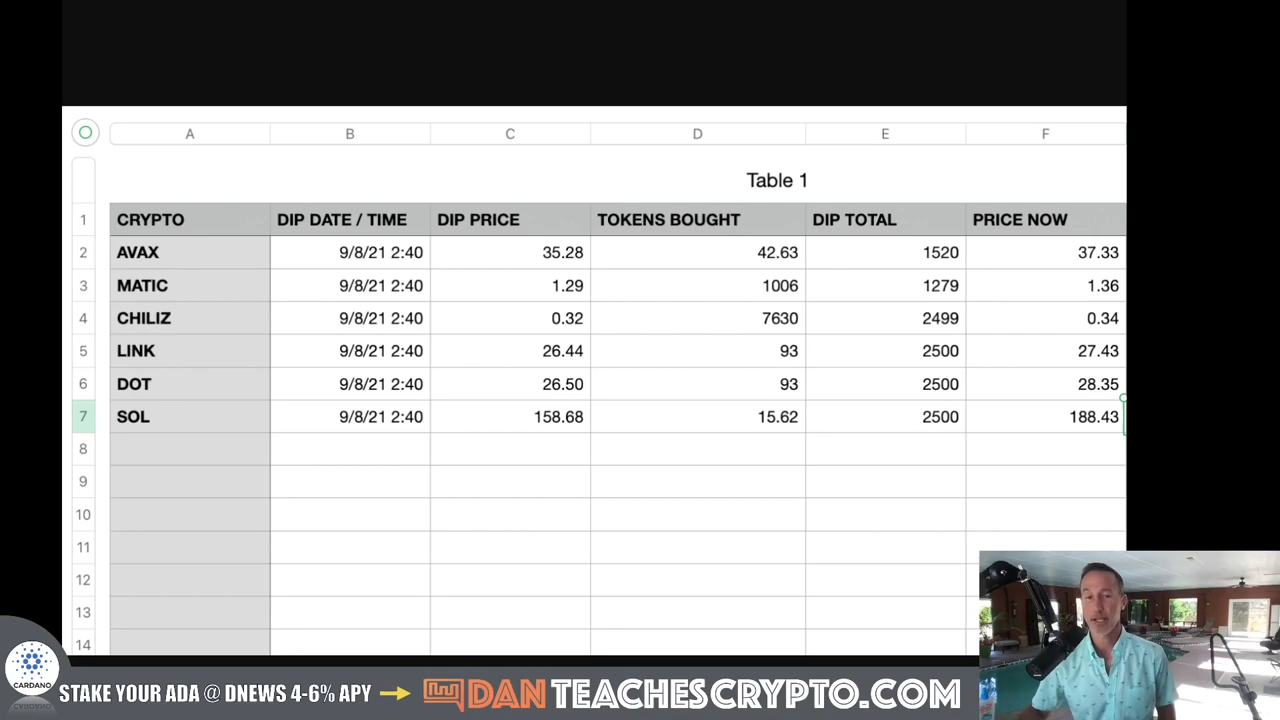 A B C D E F
Table 1
1 CRYPTO DIP DATE / TIME DIP PRICE TOKENS BOUGHT DIP TOTAL PRICE NOW
2 AVAX 9/8/21 2:40 35.28 42.63 1520 37.33
3 MATIC 9/8/21 2:40 1.29 1006 1279 1.36
4 CHILIZ 9/8/21 2:40 0.32 7630 2499 0.34
5 LINK 9/8/21 2:40 26.44 93 2500 27.43
6 DOT 9/8/21 2:40 26.50 93 2500 28.35
7 SOL 9/8/21 2:40 158.68 15.62 2500 188.43
8
9
10
11
12
13
14
CARDANO
STAKE YOUR ADA @ DNEWS 4-6% APY DANTEACHESCRYPTO.COM